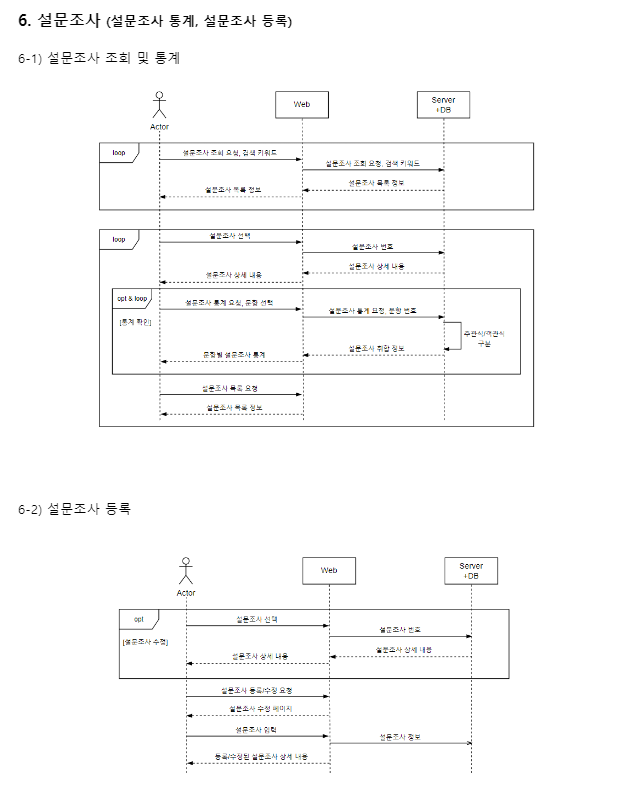 6. 설문조사 (설문조사 통계, 설문조사 등록)
6-1) 설문조사 조회 및 통계
Actor
Web
Server
+DB
loop
설문조사 조회 요청, 검색 키워드
설문조사 조회 요청, 검색 키워드
설문조사 목록 정보
설문조사 목록 정보
loop
설문조사 선택
설문조사 번호
설문조사 상세 내용
설문조사 상세 내용
opt & loop
[통계 확인]
설문조사 통계 요청, 문항 선택
설문조사 통계 요청, 문항 번호
주관식/객관식
구분
설문조사 취합 정보
문항별 설문조사 통계
설문조사 목록 요청
설문조사 목록 정보
6-2) 설문조사 등록
Actor
Web
Server
+DB
opt
[설문조사 수정]
설문조사 선택
설문조사 번호
설문조사 상세 내용
설문조사 상세 내용
설문조사 등록/수정 요청
설문조사 수정 페이지
설문조사 입력
설문조사 정보
등록/수정된 설문조사 상세 내용